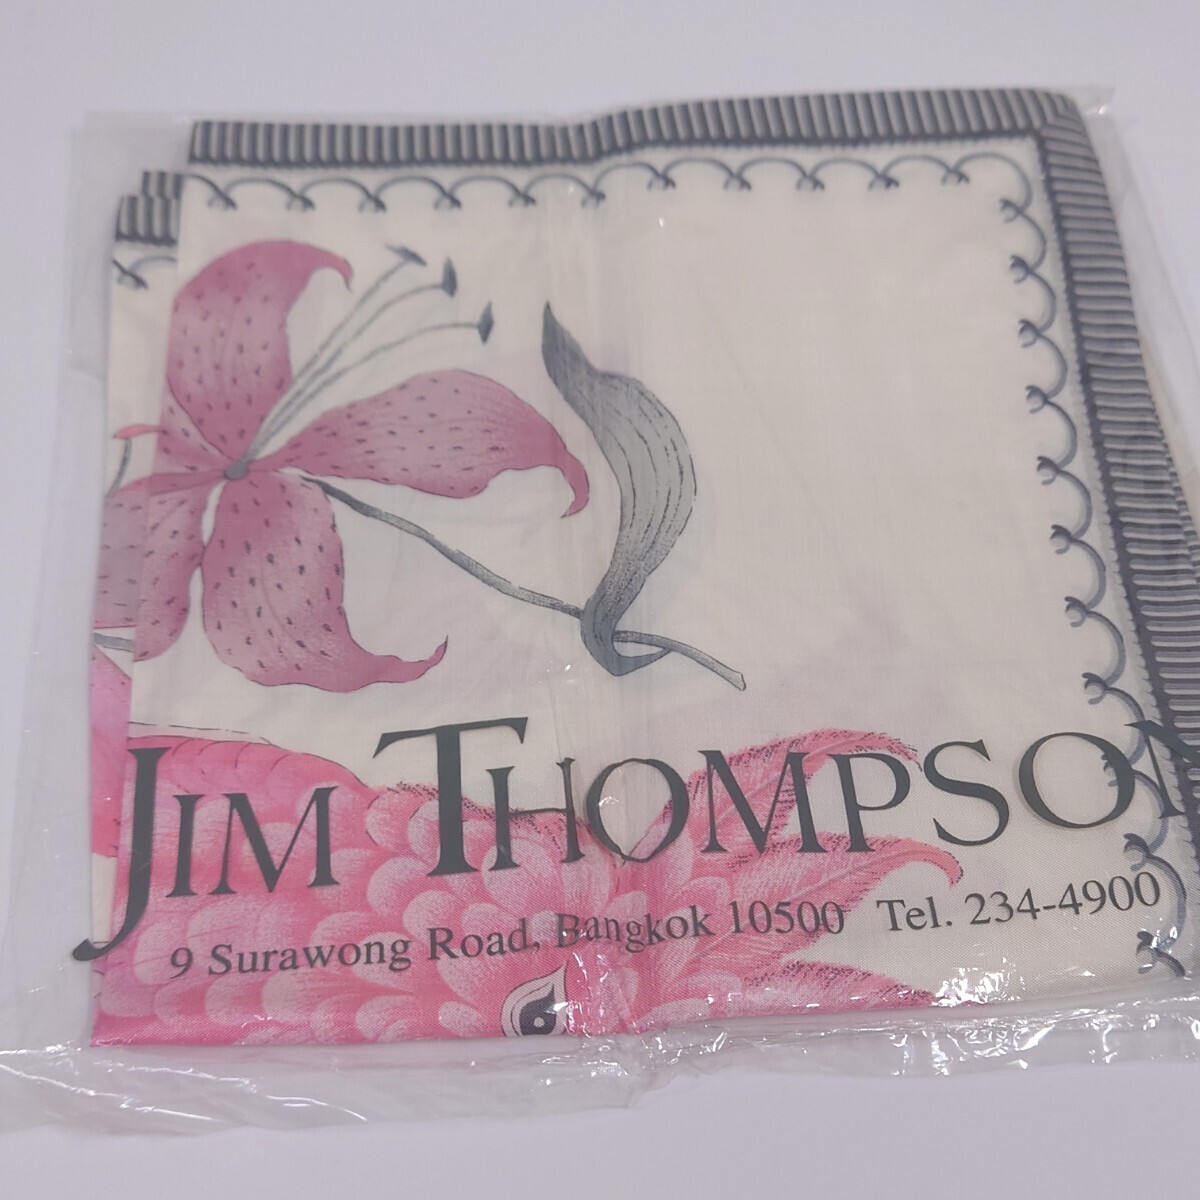 JIM THOMPSON
9 Surawong Road, Bangkok 10500 Tel. 234-4900